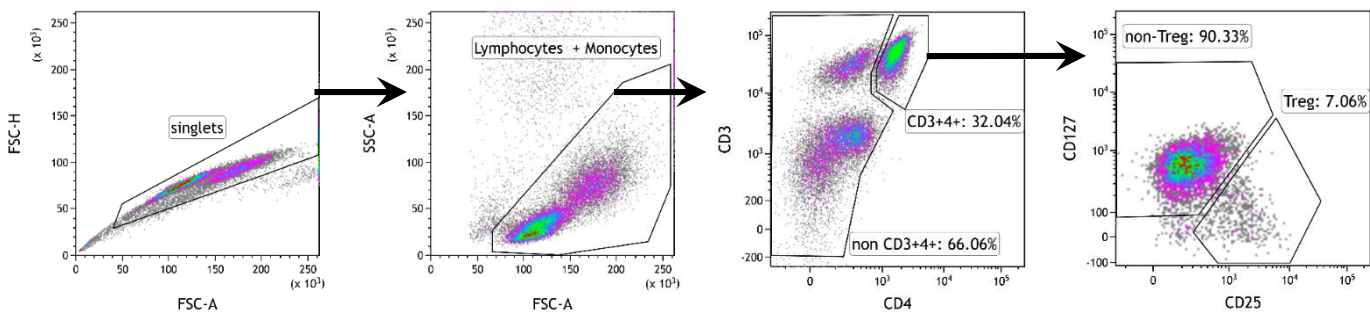 (x 10³)
250
200
150
100
50
0
FSC-H
singlets
0 50 100 150 200 250
(x 10³)
FSC-A
(x 10³)
250
200
150
100
50
0
SSC-A
Lymphocytes + Monocytes
0 50 100 150 200 250
(x 10³)
FSC-A
10⁵
10⁴
10³
200
0
-200
CD3
CD3+4+: 32.04%
non CD3+4+: 66.06%
10³ 10⁴ 10⁵
CD4
10⁵
10⁴
10³
100
0
-100
CD127
non-Treg: 90.33%
Treg: 7.06%
0 10³ 10⁴ 10⁵
CD25